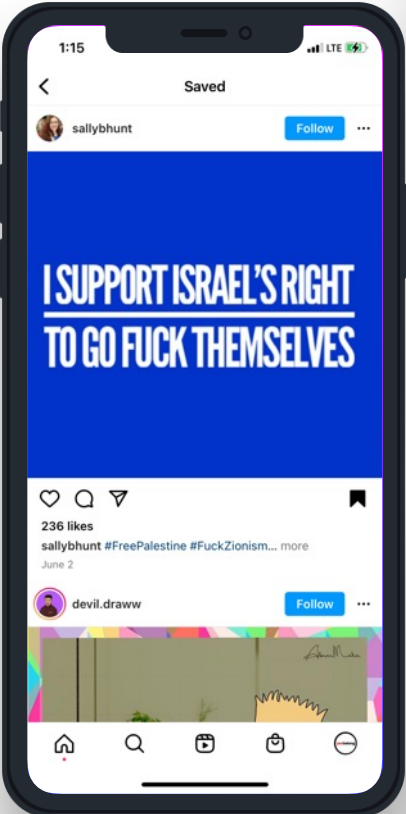 1:15
LTE
Saved
sallybhunt
Follow
I SUPPORT ISRAEL'S RIGHT
TO GO FUCK THEMSELVES
236 likes
sallybhunt #FreePalestine #FuckZionism... more
June 2
devil.draww
Follow